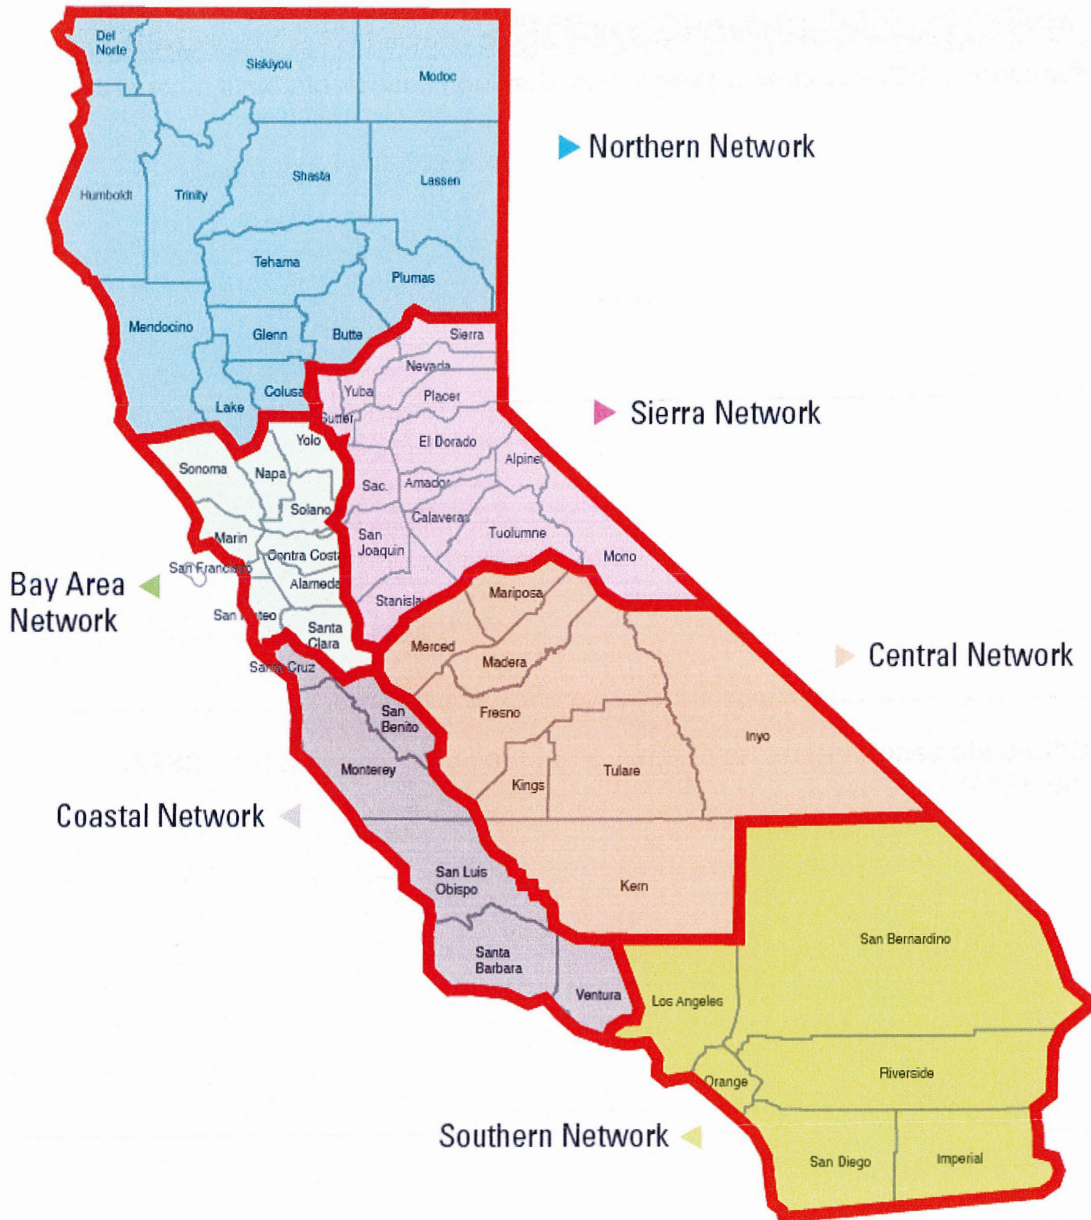 Del
Norte
Siskiyou
Modoc
Northern Network
Humboldt
Trinity
Shasta
Lassen
Tehama
Plumas
Mendocino
Glenn
Butte
Sierra
Nevada
Colusa
Yuba
Placer
Lake
Sutter
Sierra Network
Yolo
El Dorado
Sonoma
Napa
Alpine
Sac.
Amador
Solano
Calaveras
Marin
San
Joaquin
Tuolumne
Contra Costa
Mono
San Francisco
Bay Area
Network
Alameda
Mariposa
Stanislau
San Mateo
Santa
Clara
Merced
Central Network
Madera
Santa Cruz
San
Benito
Fresno
Inyo
Monterey
Tulare
Kings
Coastal Network
San Luis
Obispo
Kern
San Bernardino
Santa
Barbara
Ventura
Los Angeles
Riverside
Orange
Southern Network
San Diego
Imperial